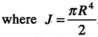 where J = πR⁴/2.